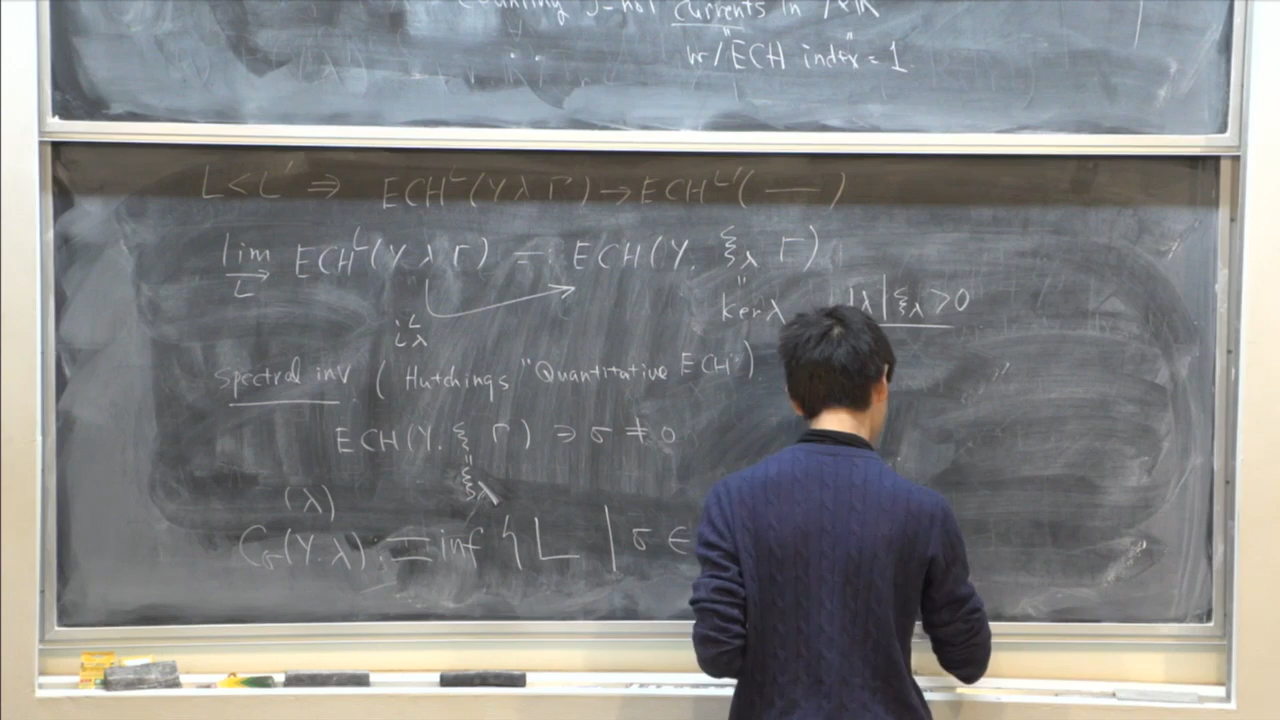 counting J-hol currents in Y×R
w/ "ECH index" = 1
L < L' ⇒ ECH^L(Y λ Γ) → ECH^L'( — )
lim ECH^L(Y λ Γ) =: ECH(Y. ξ_λ Γ)
→
L
i^L_λ
" ker λ
λ|ξ_λ > 0
Spectral inv. ( Hutchings "Quantitative ECH" )
ECH(Y. ξ Γ) ∋ σ ≠ 0
" ξ_λ
(λ)
C_σ(Y. λ) := inf { L | σ ∈